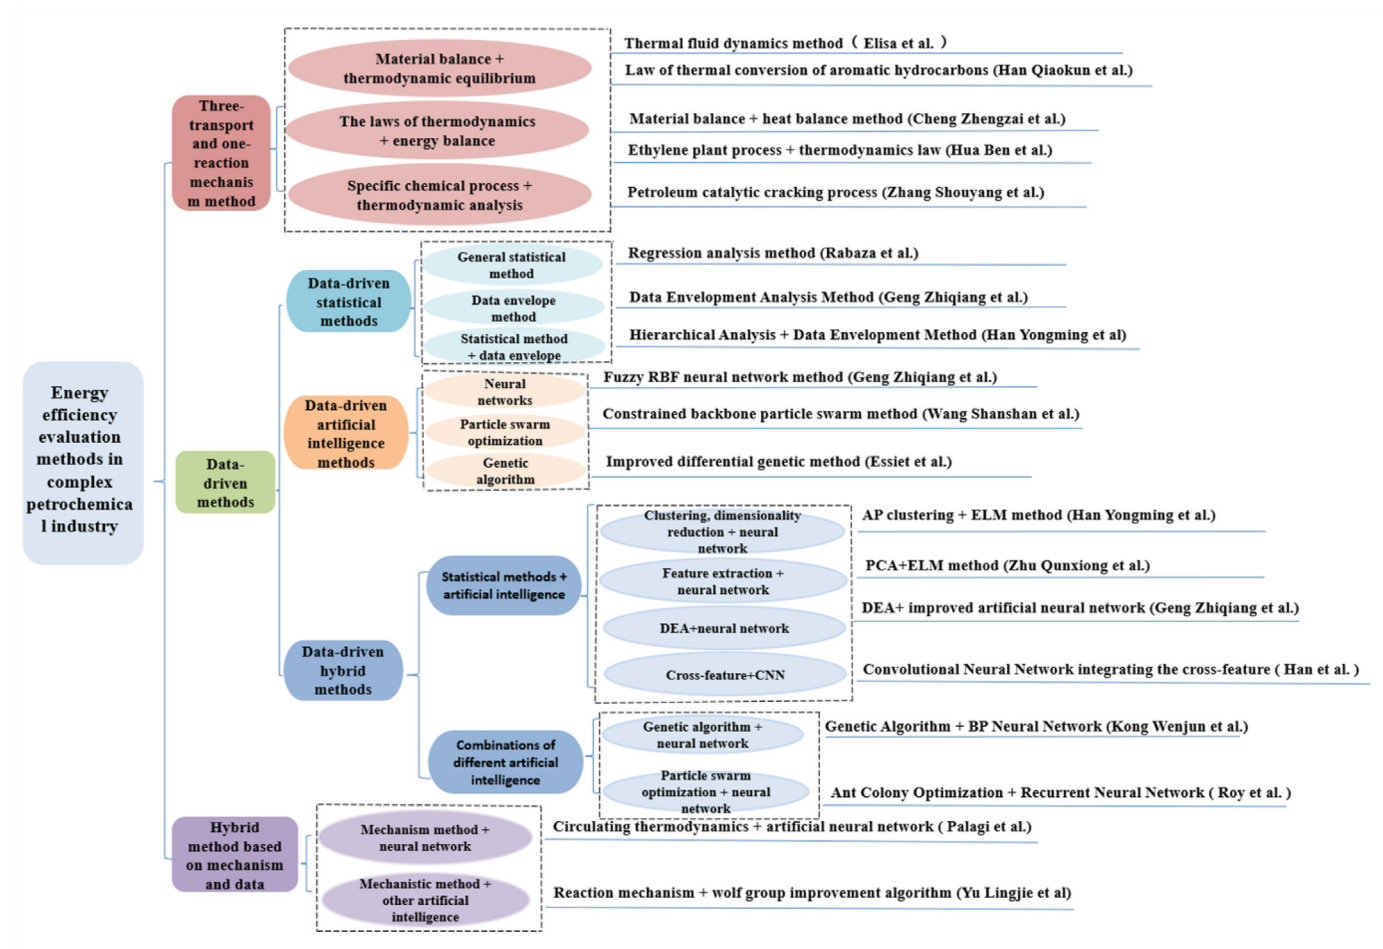 Energy
efficiency
evaluation
methods in
complex
petrochemica
l industry
Three-
transport
and one-
reaction
mechanis
m method
Material balance +
thermodynamic equilibrium
The laws of thermodynamics
+ energy balance
Specific chemical process +
thermodynamic analysis
Thermal fluid dynamics method ( Elisa et al. )
Law of thermal conversion of aromatic hydrocarbons (Han Qiaokun et al.)
Material balance + heat balance method (Cheng Zhengzai et al.)
Ethylene plant process + thermodynamics law (Hua Ben et al.)
Petroleum catalytic cracking process (Zhang Shouyang et al.)
Data-
driven
methods
Data-driven
statistical
methods
General statistical
method
Data envelope
method
Statistical method
+ data envelope
Regression analysis method (Rabaza et al.)
Data Envelopment Analysis Method (Geng Zhiqiang et al.)
Hierarchical Analysis + Data Envelopment Method (Han Yongming et al)
Data-driven
artificial
intelligence
methods
Neural
networks
Particle swarm
optimization
Genetic
algorithm
Fuzzy RBF neural network method (Geng Zhiqiang et al.)
Constrained backbone particle swarm method (Wang Shanshan et al.)
Improved differential genetic method (Essiet et al.)
Data-driven
hybrid
methods
Statistical methods +
artificial intelligence
Clustering, dimensionality
reduction + neural
network
Feature extraction +
neural network
DEA+neural network
Cross-feature+CNN
AP clustering + ELM method (Han Yongming et al.)
PCA+ELM method (Zhu Qunxiong et al.)
DEA+ improved artificial neural network (Geng Zhiqiang et al.)
Convolutional Neural Network integrating the cross-feature ( Han et al. )
Combinations of
different artificial
intelligence
Genetic algorithm +
neural network
Particle swarm
optimization + neural
network
Genetic Algorithm + BP Neural Network (Kong Wenjun et al.)
Ant Colony Optimization + Recurrent Neural Network ( Roy et al. )
Hybrid
method based
on mechanism
and data
Mechanism method +
neural network
Mechanistic method +
other artificial
intelligence
Circulating thermodynamics + artificial neural network ( Palagi et al.)
Reaction mechanism + wolf group improvement algorithm (Yu Lingjie et al)